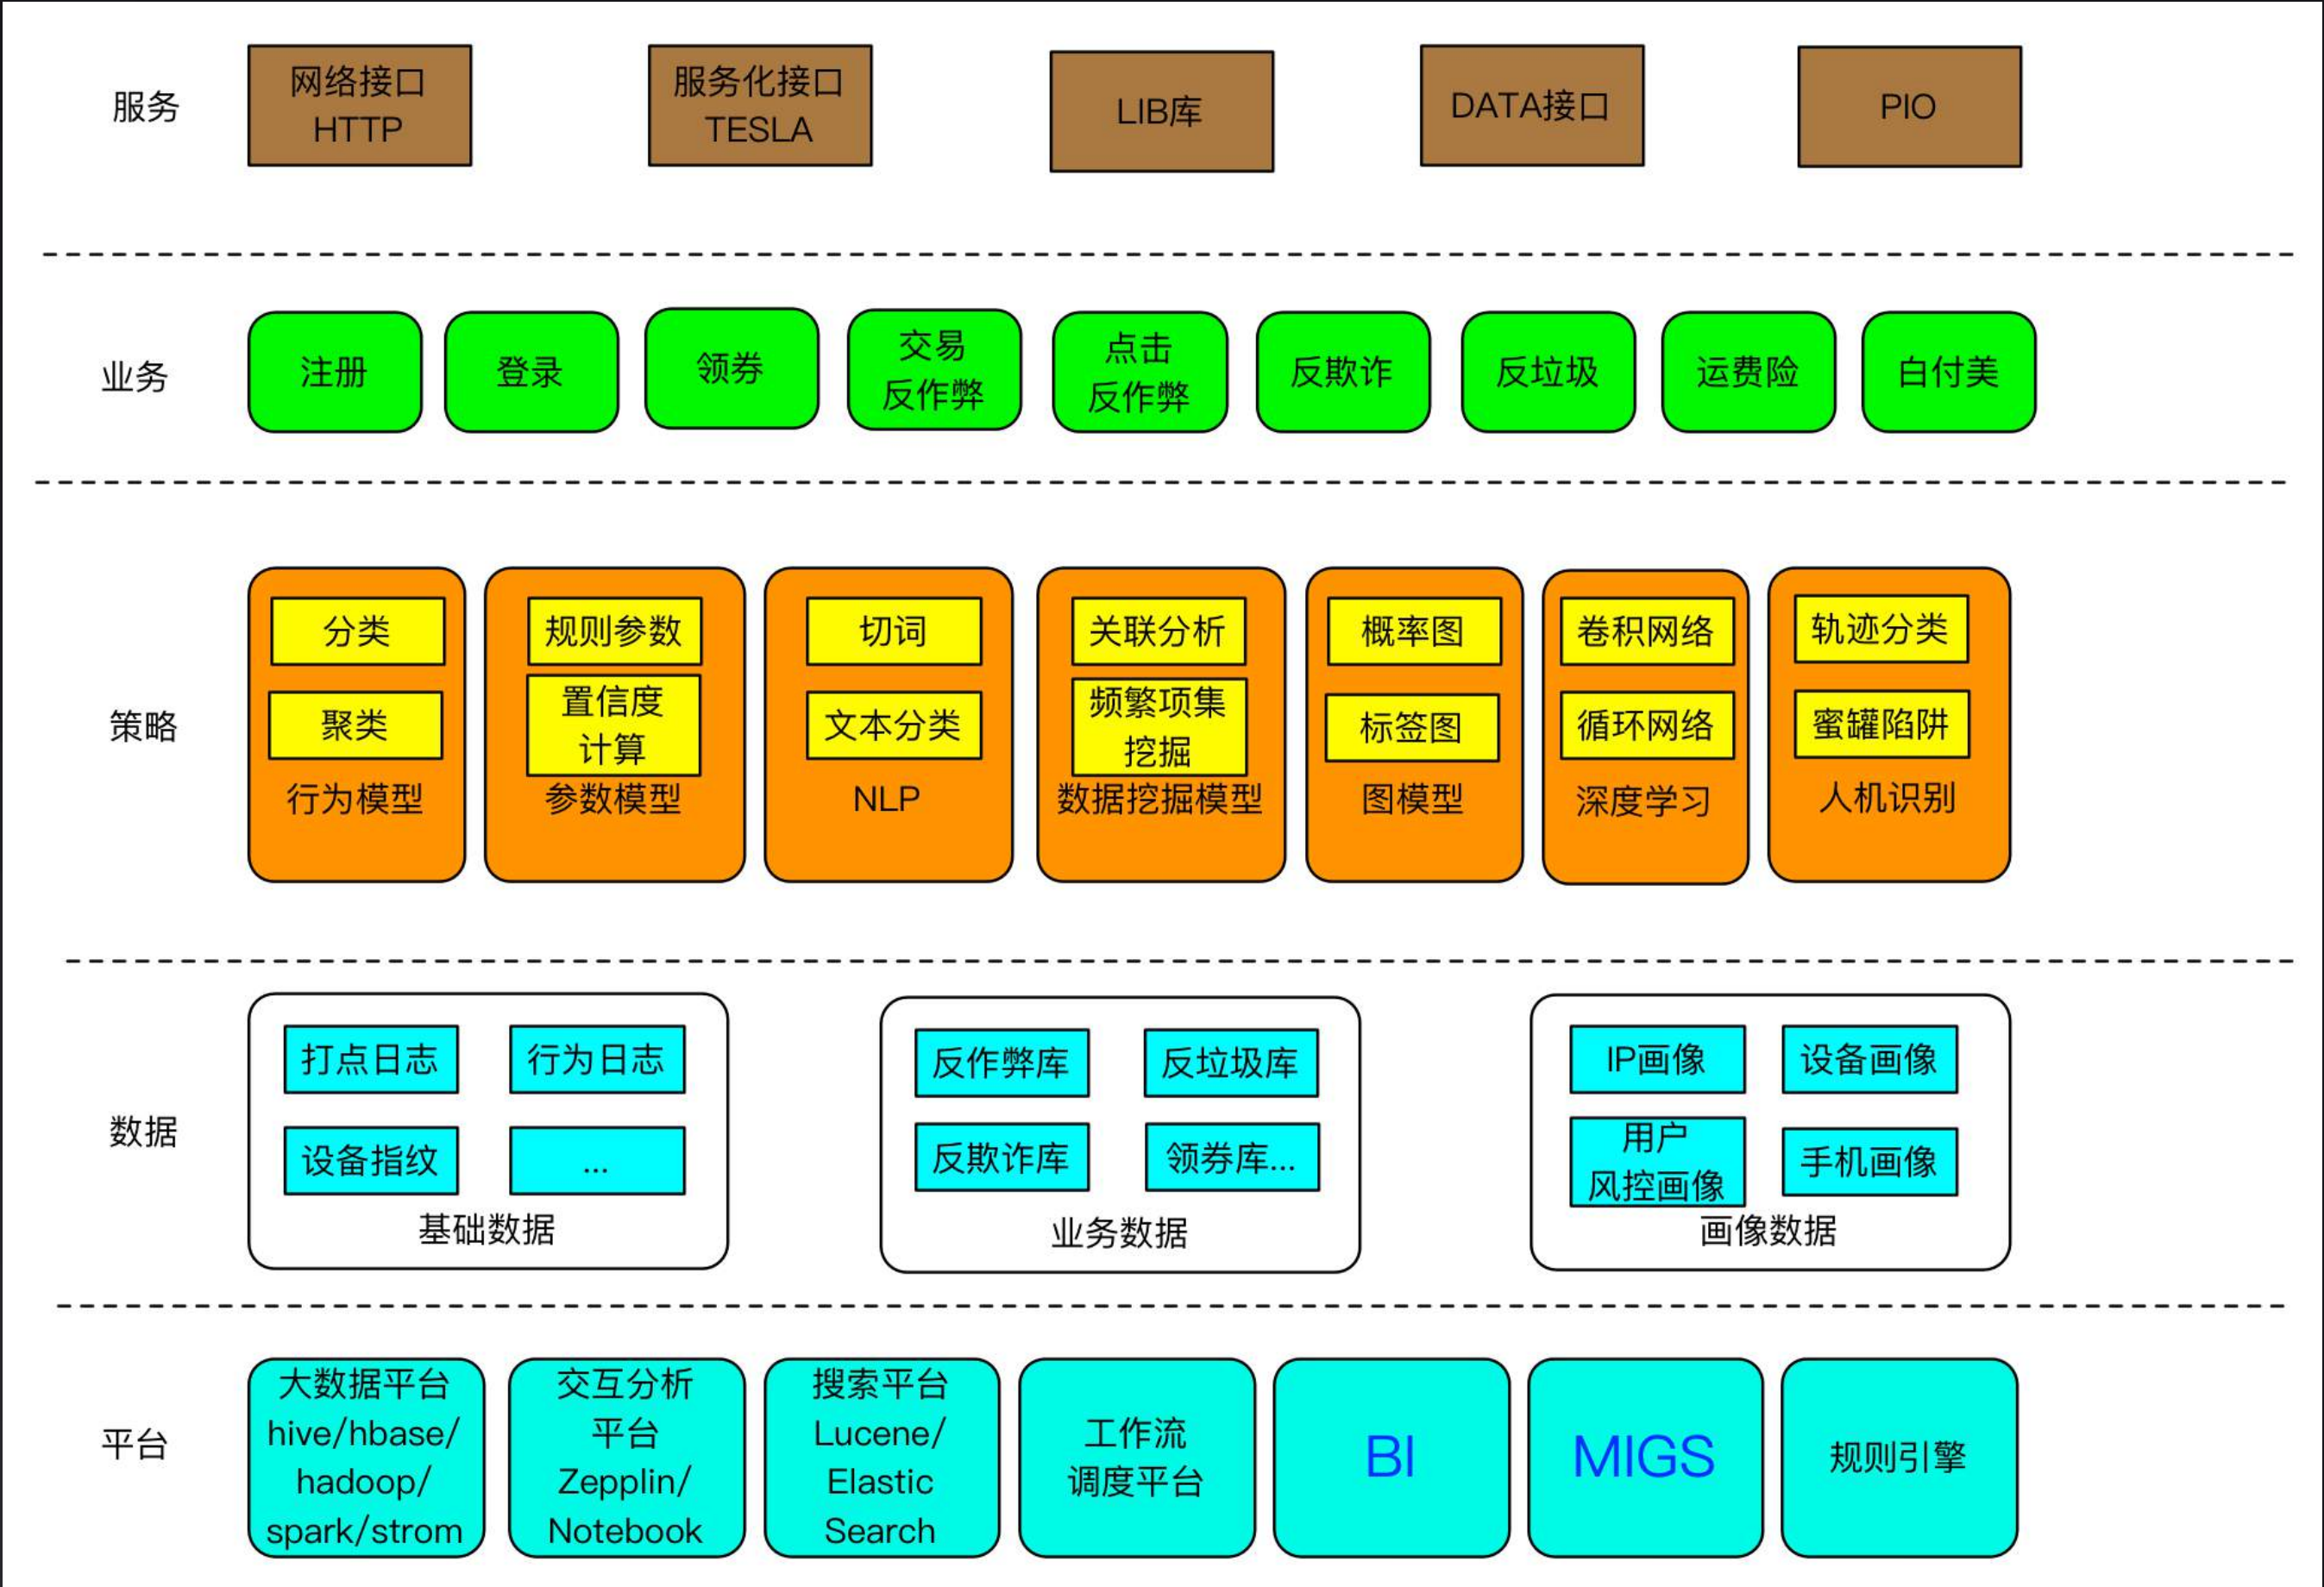 服务
网络接口
HTTP
服务化接口
TESLA
LIB库
DATA接口
PIO
业务
注册
登录
领券
交易
反作弊
点击
反作弊
反欺诈
反垃圾
运费险
白付美
策略
分类
聚类
行为模型
规则参数
置信度
计算
参数模型
切词
文本分类
NLP
关联分析
频繁项集
挖掘
数据挖掘模型
概率图
标签图
图模型
卷积网络
循环网络
深度学习
轨迹分类
蜜罐陷阱
人机识别
数据
打点日志
行为日志
设备指纹
...
基础数据
反作弊库
反垃圾库
反欺诈库
领券库...
业务数据
IP画像
设备画像
用户
风控画像
手机画像
画像数据
平台
大数据平台
hive/hbase/
hadoop/
spark/strom
交互分析
平台
Zepplin/
Notebook
搜索平台
Lucene/
Elastic
Search
工作流
调度平台
BI
MIGS
规则引擎